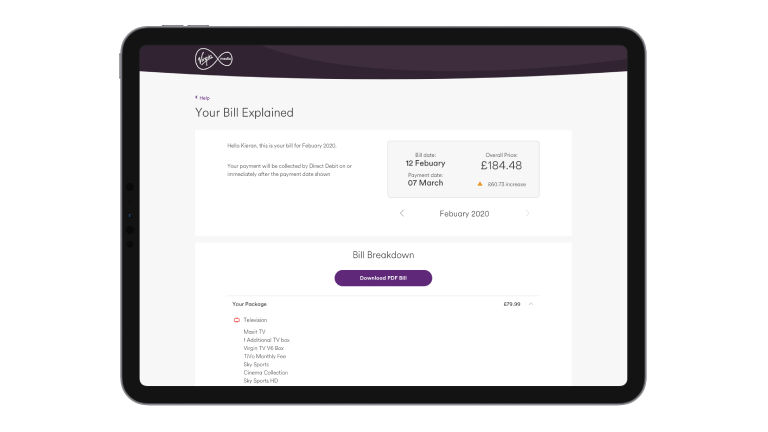 Virgin media
Help
Your Bill Explained
Hello Kieran, this is your bill for Febuary 2020.
Your payment will be collected by Direct Debit on or
immediately after the payment date shown
Bill date:
12 Febuary
Payment date:
07 March
Overall Price:
£184.48
£60.73 increase
Febuary 2020
Bill Breakdown
Download PDF Bill
Your Package
£79.99
Television
Maxit TV
1 Additional TV box
Virgin TV V6 Box
TiVo Monthly Fee
Sky Sports
Cinema Collection
Sky Sports HD